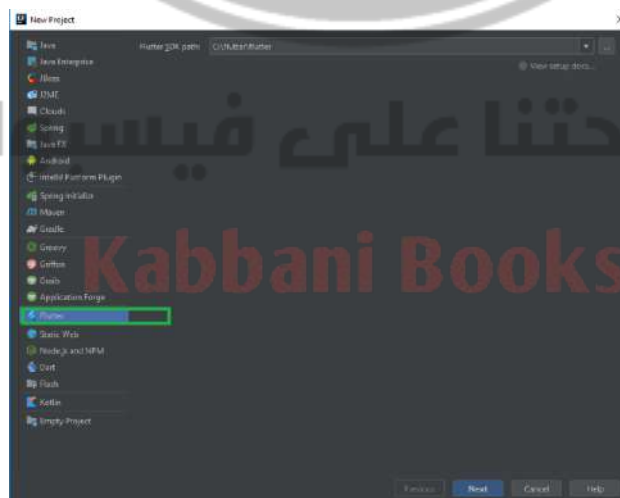 New Project
Java
Flutter SDK path:
C:\flutter\flutter
Java Enterprise
View setup docs...
JBoss
J2ME
Clouds
Spring
Java FX
حتنا على فيسب
Android
IntelliJ Platform Plugin
Spring Initializr
Maven
Gradle
Groovy
Griffon
Grails
Kabbani Books
Application Forge
Flutter
Static Web
Node.js and NPM
Dart
Flash
Kotlin
Empty Project
Previous
Next
Cancel
Help